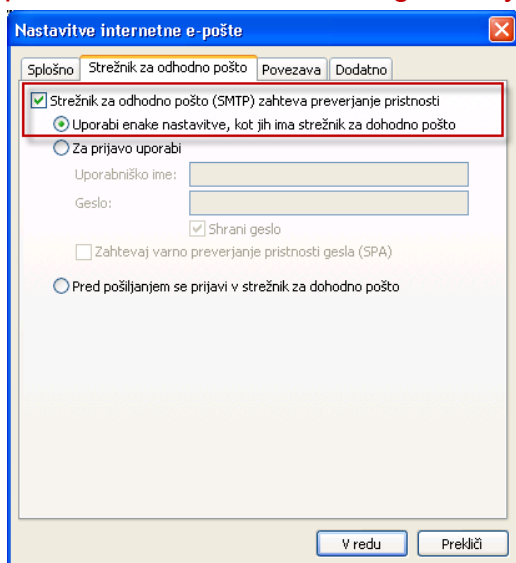 Nastavitve internetne e-pošte
Splošno Strežnik za odhodno pošto Povezava Dodatno
Strežnik za odhodno pošto (SMTP) zahteva preverjanje pristnosti
Uporabi enake nastavitve, kot jih ima strežnik za dohodno pošto
Za prijavo uporabi
Uporabniško ime:
Geslo:
Shrani geslo
Zahtevaj varno preverjanje pristnosti gesla (SPA)
Pred pošiljanjem se prijavi v strežnik za dohodno pošto
V redu Prekliči